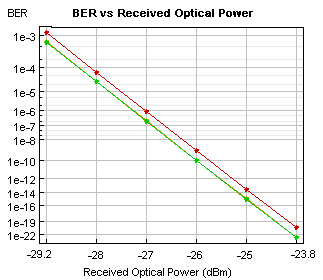 BER
BER vs Received Optical Power
1e-3
1e-4
1e-5
1e-6
1e-7
1e-8
1e-10
1e-12
1e-14
1e-16
1e-19
1e-22
-29.2
-28
-27
-26
-25
-23.8
Received Optical Power (dBm)